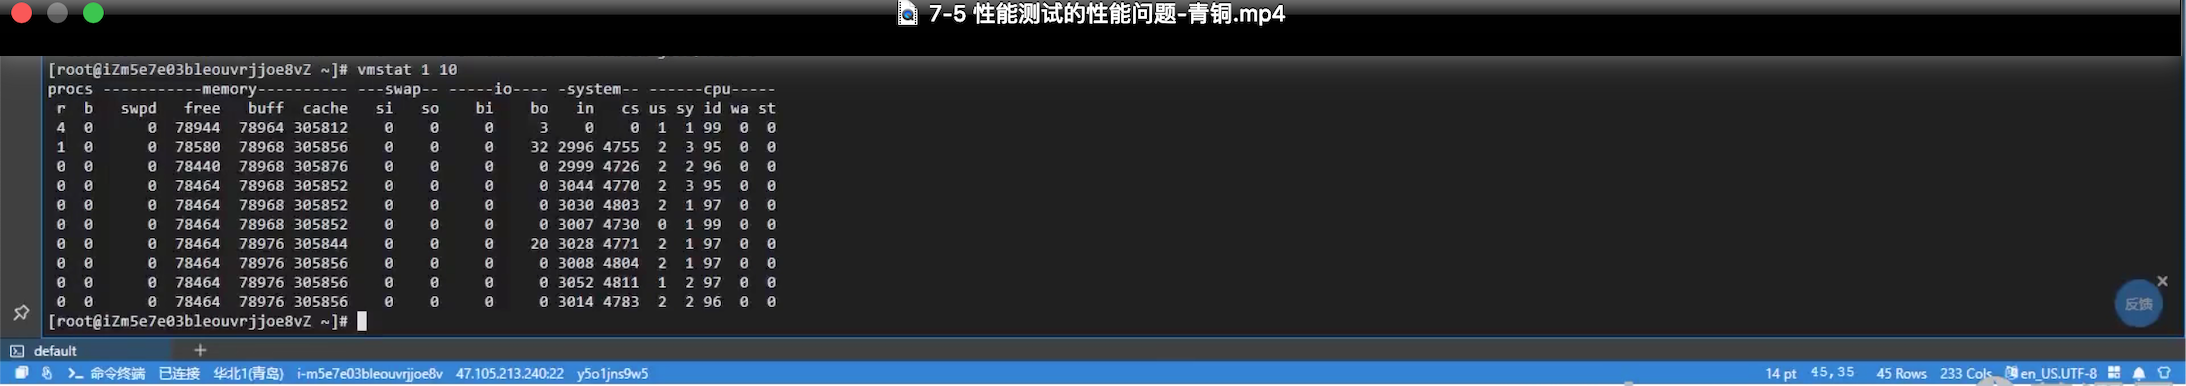 7-5 性能测试的性能问题-青铜.mp4
[root@iZm5e7e03bleouvrjjoe8vZ ~]# vmstat 1 10
procs -----------memory---------- ---swap-- -----io---- -system-- ------cpu-----
 r  b   swpd   free   buff  cache   si   so    bi    bo   in   cs us sy id wa st
 4  0      0  78944  78964 305812    0    0     0     3    0    0  1  1 99  0  0
 1  0      0  78580  78968 305856    0    0     0    32 2996 4755  2  3 95  0  0
 0  0      0  78440  78968 305876    0    0     0     0 2999 4726  2  2 96  0  0
 0  0      0  78464  78968 305852    0    0     0     0 3044 4770  2  3 95  0  0
 0  0      0  78464  78968 305852    0    0     0     0 3030 4803  2  1 97  0  0
 0  0      0  78464  78968 305852    0    0     0     0 3007 4730  0  1 99  0  0
 0  0      0  78464  78976 305844    0    0     0    20 3028 4771  2  1 97  0  0
 0  0      0  78464  78976 305856    0    0     0     0 3008 4804  2  1 97  0  0
 0  0      0  78464  78976 305856    0    0     0     0 3052 4811  1  2 97  0  0
 0  0      0  78464  78976 305856    0    0     0     0 3014 4783  2  2 96  0  0
[root@iZm5e7e03bleouvrjjoe8vZ ~]#
反馈
default +
命令终端 已连接 华北1(青岛) i-m5e7e03bleouvrjjoe8v 47.105.213.240:22 y5o1jns9w5 14 pt 45,35 45 Rows 233 Cols en_US.UTF-8